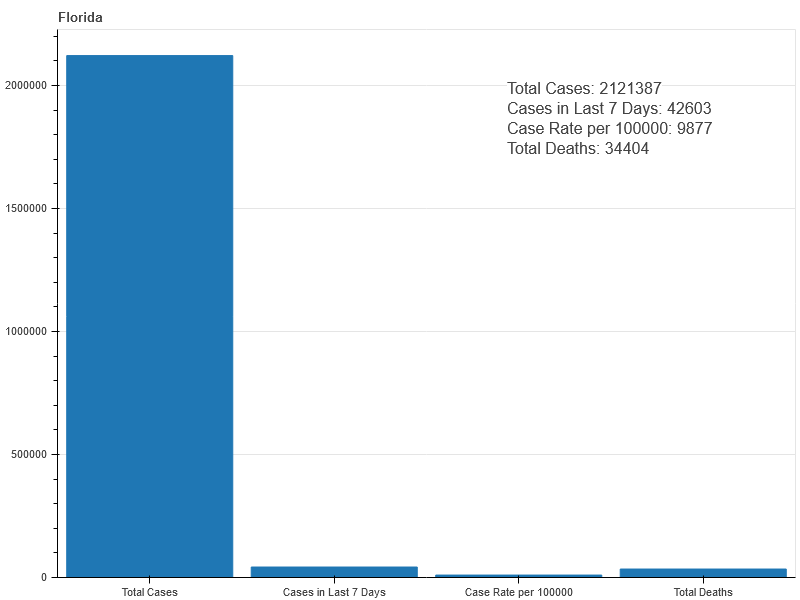 Florida
2000000
1500000
1000000
500000
0
Total Cases: 2121387
Cases in Last 7 Days: 42603
Case Rate per 100000: 9877
Total Deaths: 34404
Total Cases
Cases in Last 7 Days
Case Rate per 100000
Total Deaths